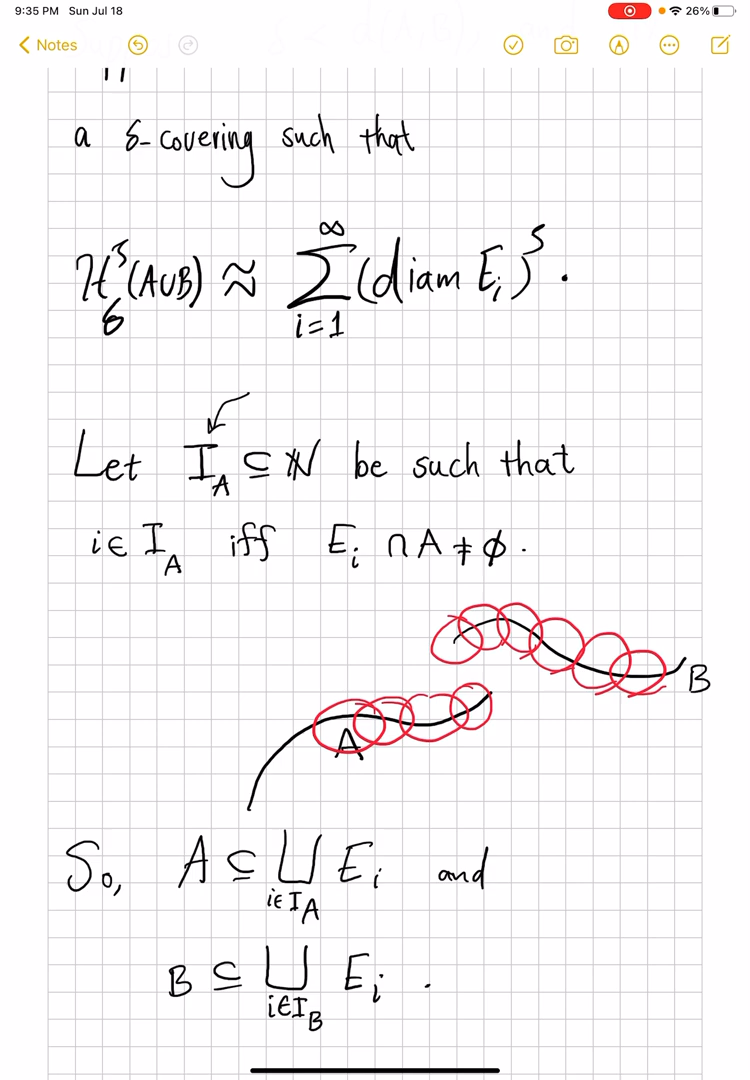 9:35 PM Sun Jul 18
26%
Notes
a δ-covering such that
ℋ^s_δ(A∪B) ≈ ∑_{i=1}^{∞} (diam E_i)^s.
Let I_A ⊆ ℕ be such that
i∈ I_A iff E_i ∩ A ≠ ϕ.
B
A
So, A ⊆ ⋃_{i∈I_A} E_i and
B ⊆ ⋃_{i∈I_B} E_i .